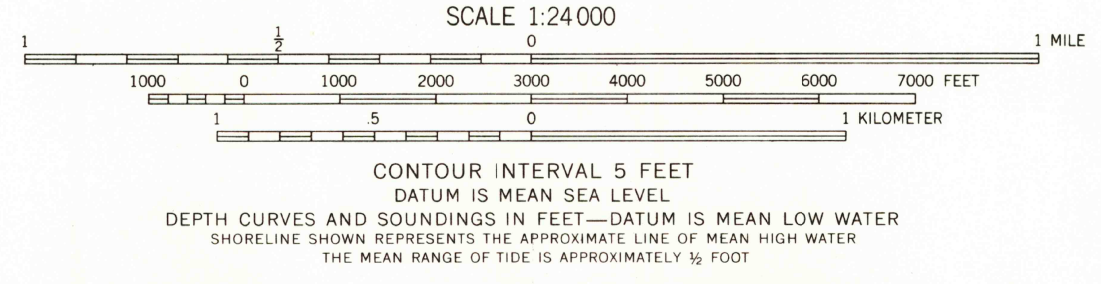 SCALE 1:24 000
1 ½ 0 1 MILE
1000 0 1000 2000 3000 4000 5000 6000 7000 FEET
1 .5 0 1 KILOMETER
CONTOUR INTERVAL 5 FEET
DATUM IS MEAN SEA LEVEL
DEPTH CURVES AND SOUNDINGS IN FEET—DATUM IS MEAN LOW WATER
SHORELINE SHOWN REPRESENTS THE APPROXIMATE LINE OF MEAN HIGH WATER
THE MEAN RANGE OF TIDE IS APPROXIMATELY ½ FOOT